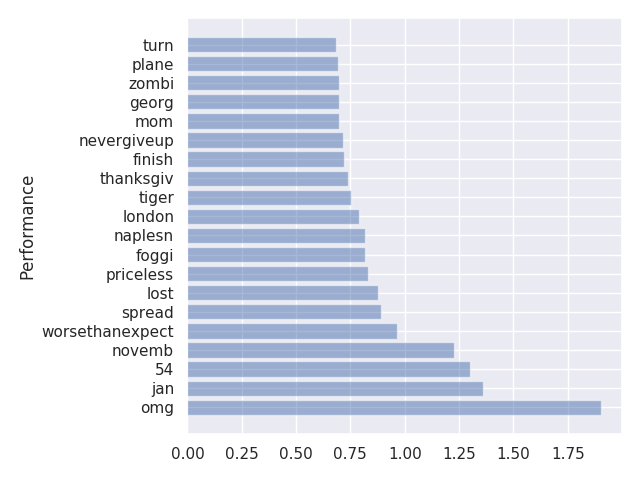 Performance
turn
plane
zombi
georg
mom
nevergiveup
finish
thanksgiv
tiger
london
naplesn
foggi
priceless
lost
spread
worsethanexpect
novemb
54
jan
omg
0.00 0.25 0.50 0.75 1.00 1.25 1.50 1.75